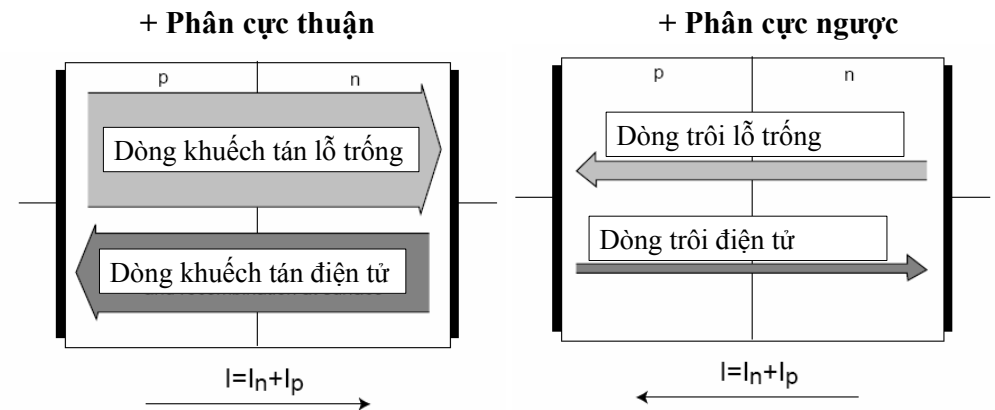 + Phân cực thuận
p n
Dòng khuếch tán lỗ trống
Dòng khuếch tán điện tử
I=In+Ip
+ Phân cực ngược
p n
Dòng trôi lỗ trống
Dòng trôi điện tử
I=In+Ip